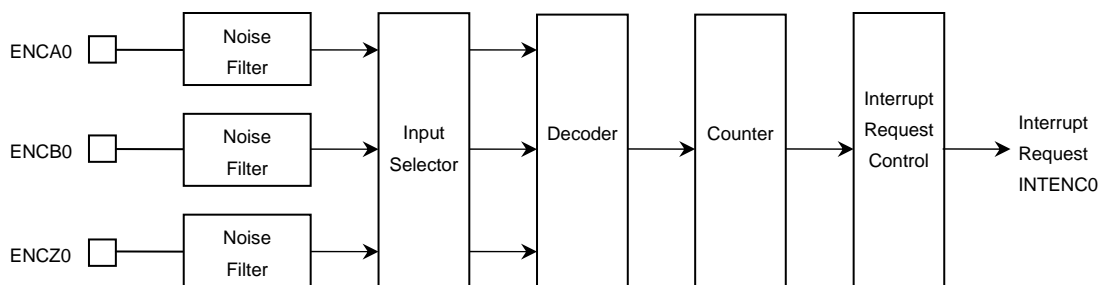 ENCA0
Noise
Filter
ENCB0
Noise
Filter
ENCZ0
Noise
Filter
Input
Selector
Decoder
Counter
Interrupt
Request
Control
Interrupt
Request
INTENC0